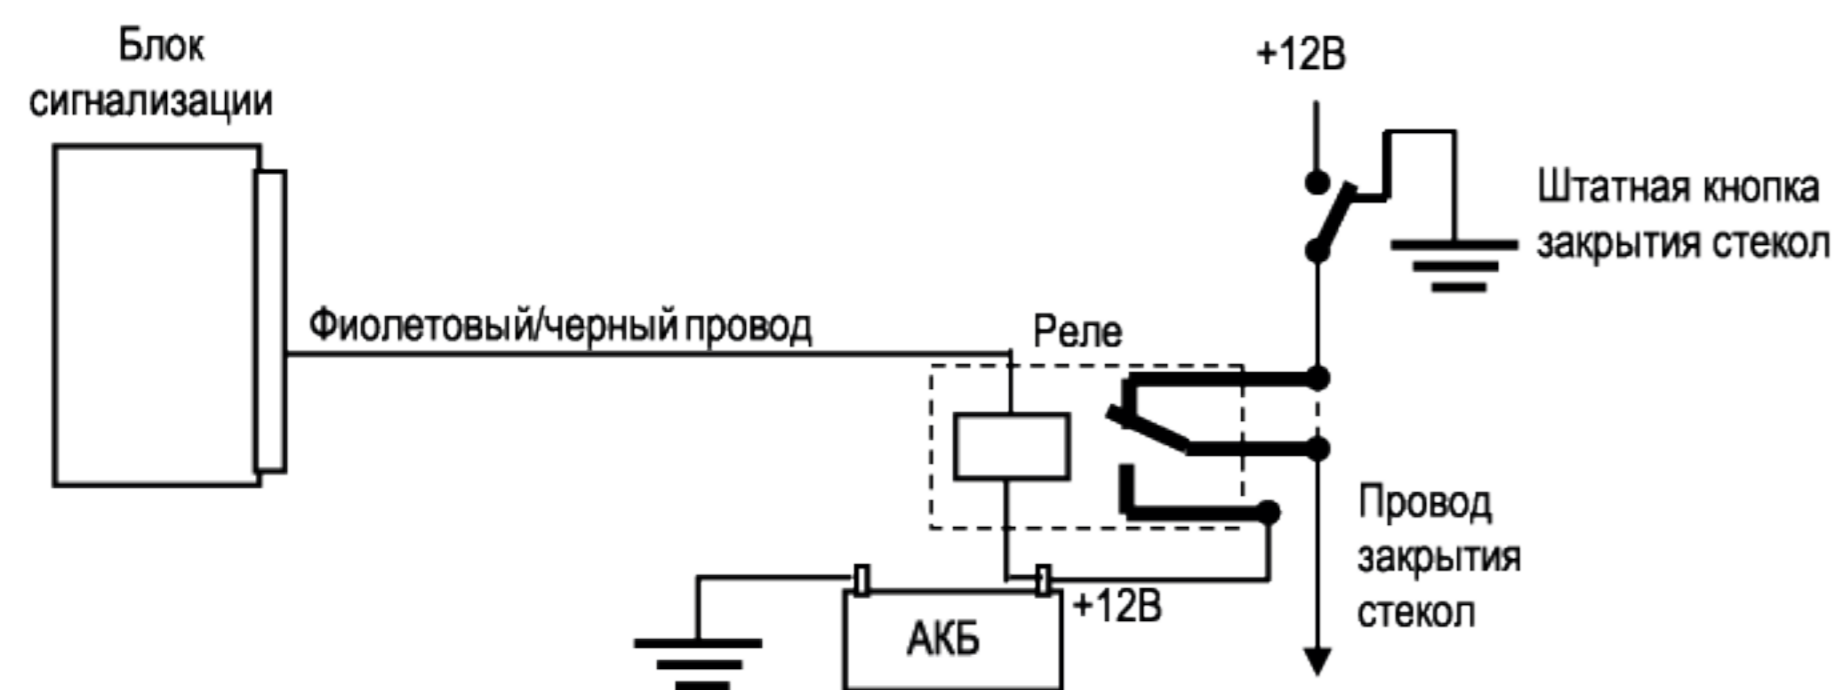 Блок
сигнализации
+12В
Штатная кнопка
закрытия стекол
Фиолетовый/черный провод
Реле
Провод
закрытия
стекол
+12В
АКБ